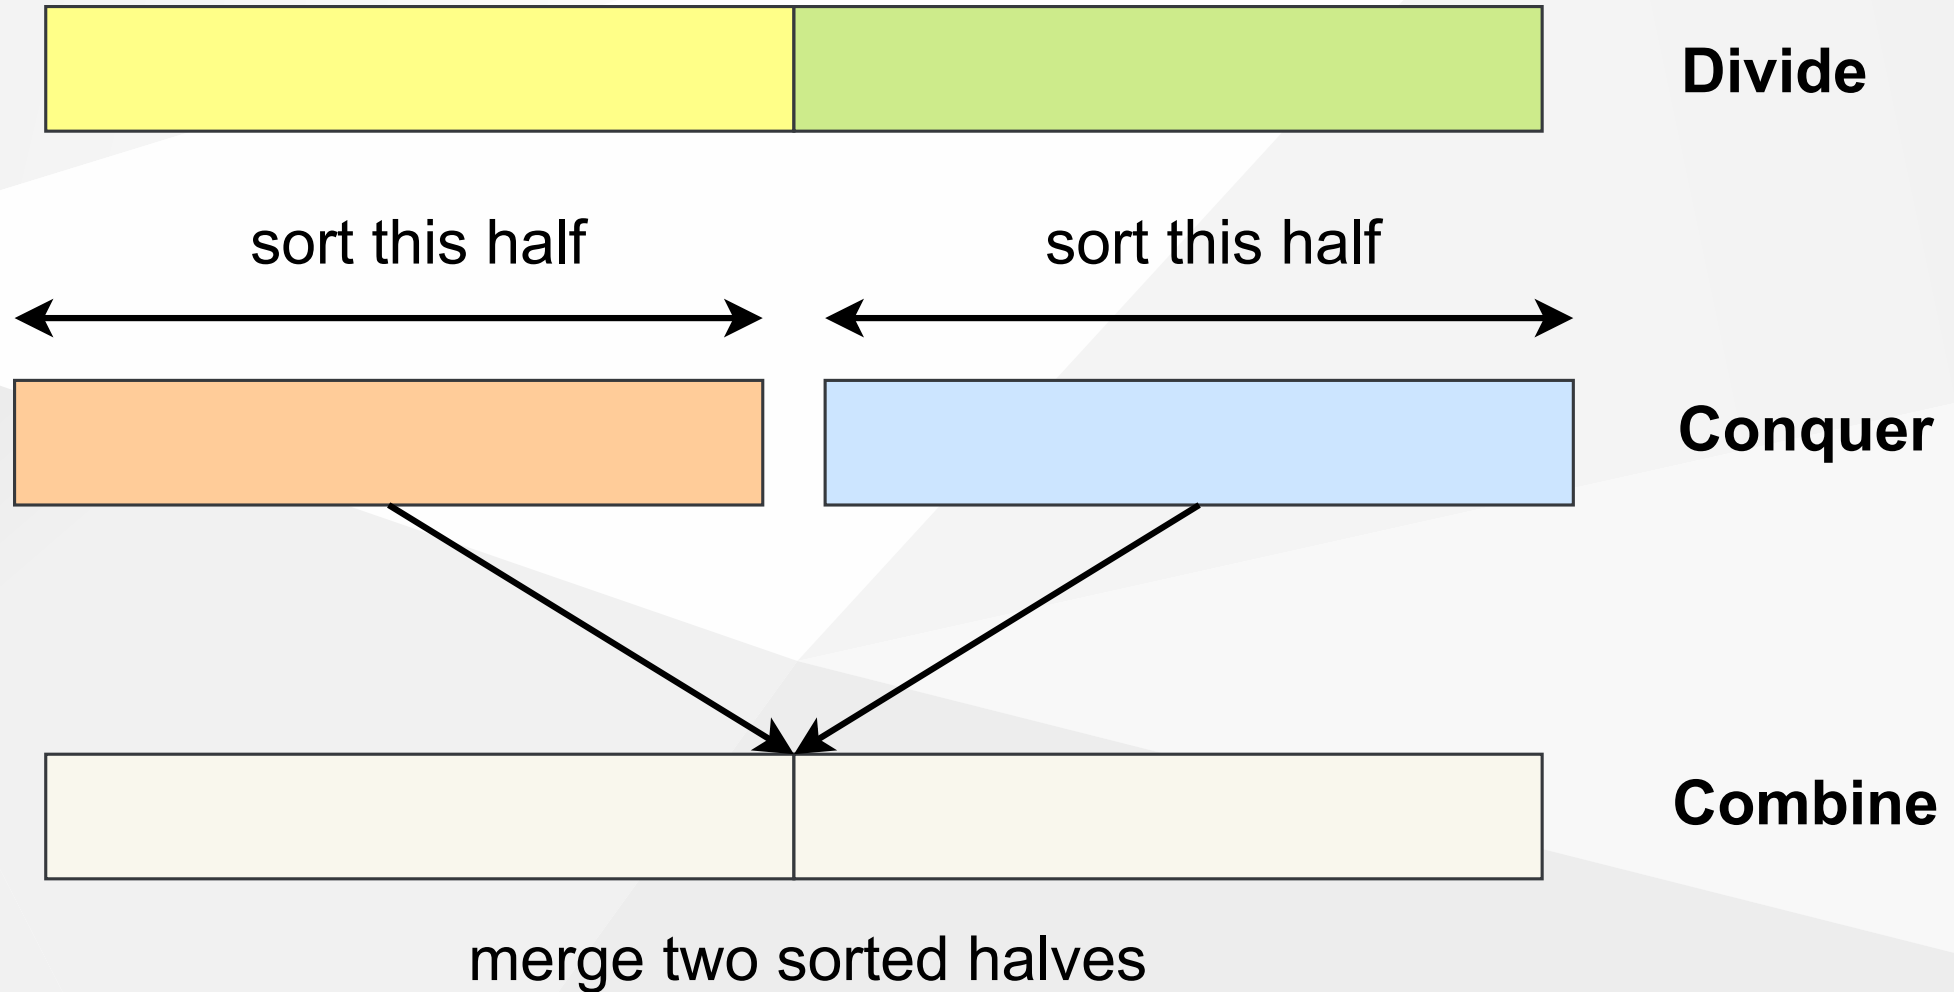 Divide
sort this half
sort this half
Conquer
Combine
merge two sorted halves